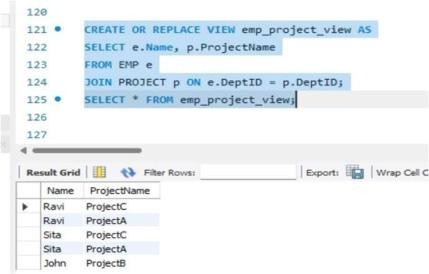 120
121 CREATE OR REPLACE VIEW emp_project_view AS
122 SELECT e.Name, p.ProjectName
123 FROM EMP e
124 JOIN PROJECT p ON e.DeptID = p.DeptID;
125 SELECT * FROM emp_project_view;
126
127
Result Grid Filter Rows: Export: Wrap Cell C
Name ProjectName
Ravi ProjectC
Ravi ProjectA
Sita ProjectC
Sita ProjectA
John ProjectB